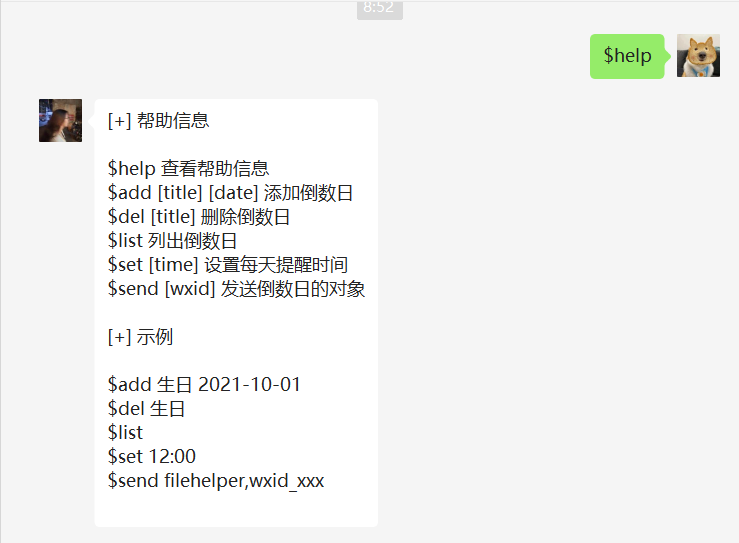 8:52
$help
[+] 帮助信息
$help 查看帮助信息
$add [title] [date] 添加倒数日
$del [title] 删除倒数日
$list 列出倒数日
$set [time] 设置每天提醒时间
$send [wxid] 发送倒数日的对象
[+] 示例
$add 生日 2021-10-01
$del 生日
$list
$set 12:00
$send filehelper,wxid_xxx